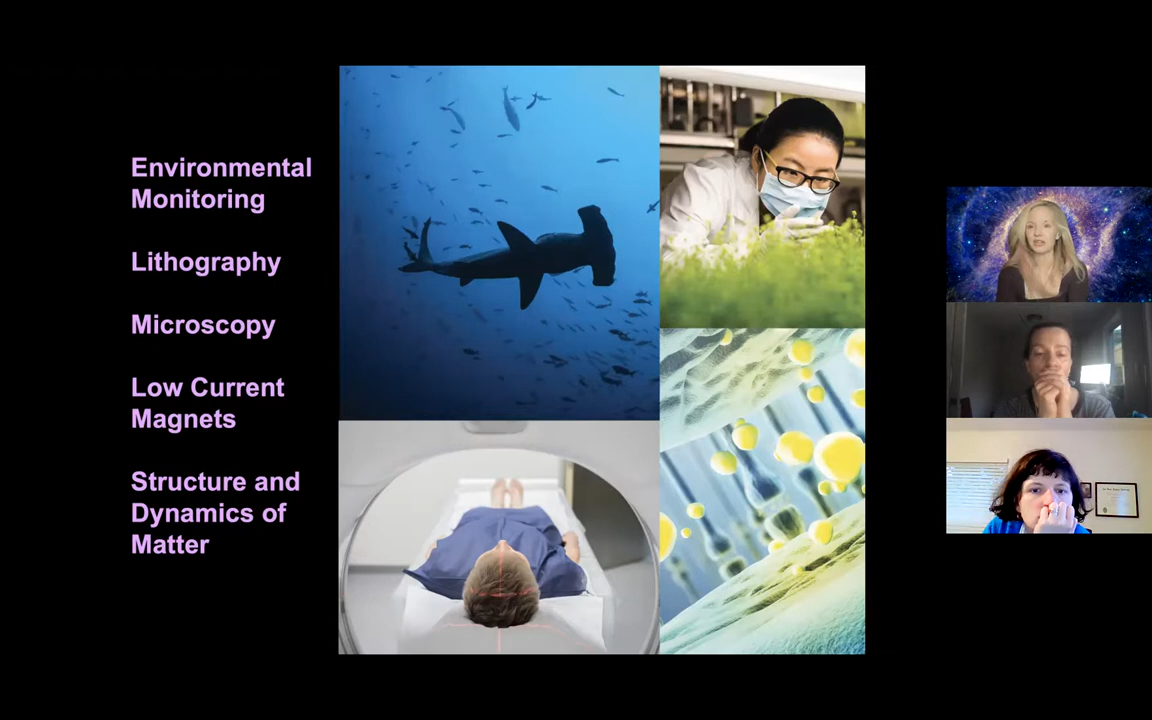 Environmental
Monitoring
Lithography
Microscopy
Low Current
Magnets
Structure and
Dynamics of
Matter